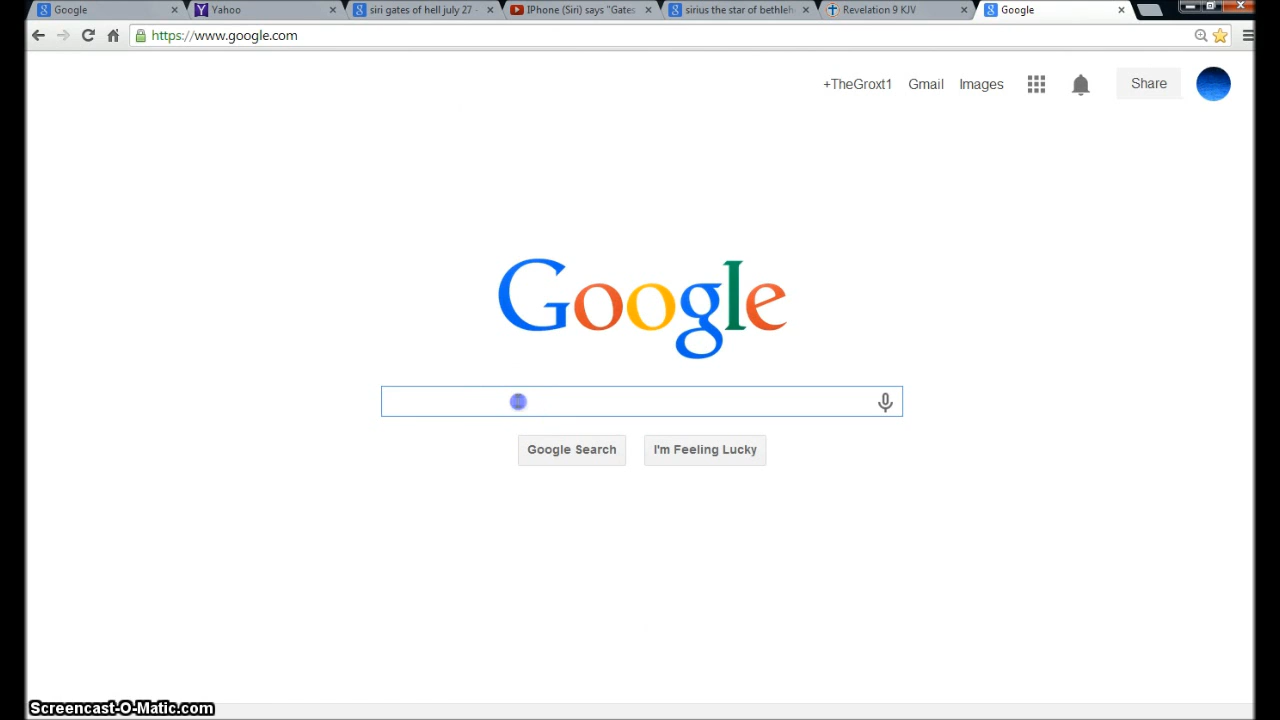 Google
Yahoo
siri gates of hell july 27 -
IPhone (Siri) says "Gates
sirius the star of bethleh
Revelation 9 KJV
Google
https://www.google.com
+TheGroxt1 Gmail Images Share
Google
Google Search I'm Feeling Lucky
Screencast-O-Matic.com